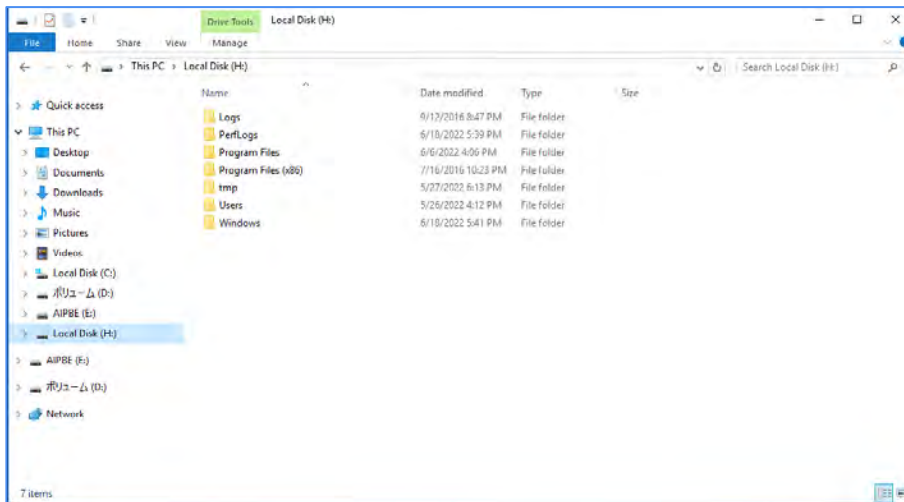 Drive Tools Local Disk (H:)
File Home Share View Manage
This PC > Local Disk (H:) Search Local Disk (H:)
Name Date modified Type Size
Quick access
This PC
Desktop
Documents
Downloads
Music
Pictures
Videos
Local Disk (C:)
ボリューム (D:)
AIPBE (E:)
Local Disk (H:)
AIPBE (E:)
ボリューム (D:)
Network
Logs 9/12/2016 8:47 PM File folder
PerfLogs 6/18/2022 5:39 PM File folder
Program Files 6/6/2022 4:06 PM File folder
Program Files (x86) 7/16/2016 10:23 PM File folder
tmp 5/27/2022 6:13 PM File folder
Users 5/26/2022 4:12 PM File folder
Windows 6/18/2022 5:41 PM File folder
7 items